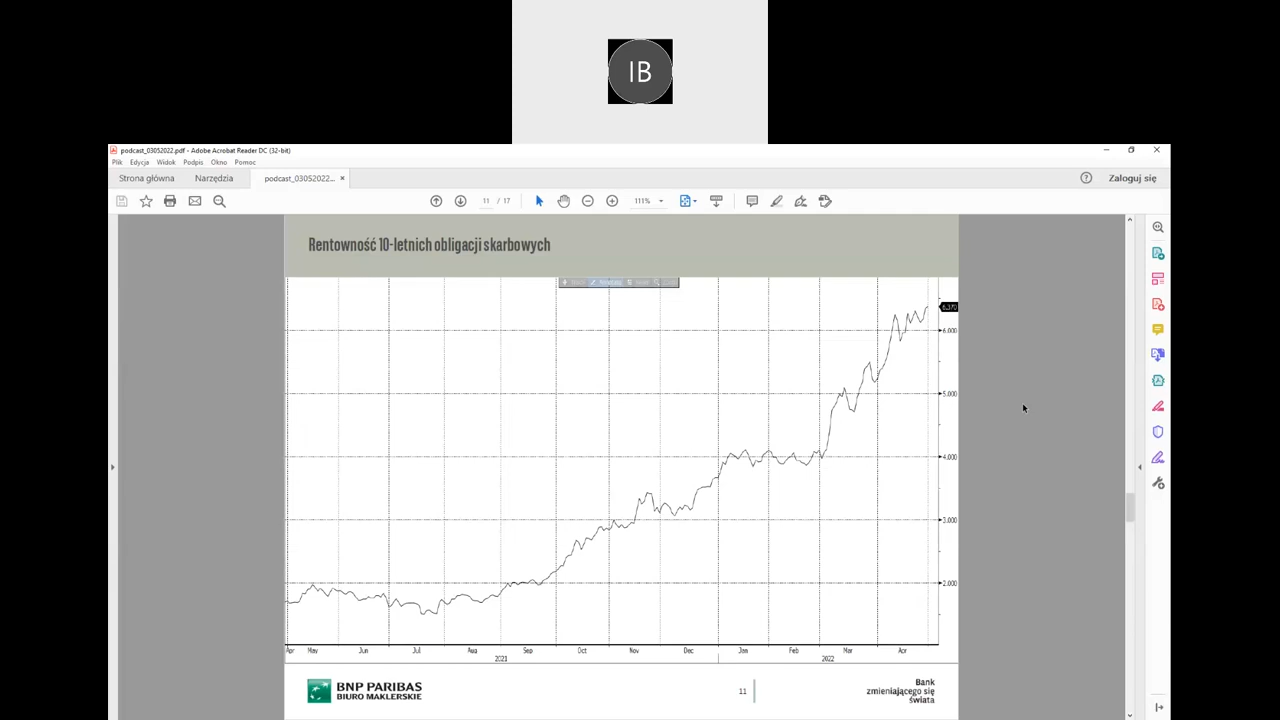 IB
podcast_03052022.pdf - Adobe Acrobat Reader DC (32-bit)
Plik Edycja Widok Podpis Okno Pomoc
Strona główna Narzędzia podcast_03052022... × Zaloguj się
11 / 17 111%
Rentowność 10-letnich obligacji skarbowych
6.370
6.000
5.000
4.000
3.000
2.000
Apr May Jun Jul Aug Sep Oct Nov Dec Jan Feb Mar Apr
2021 2022
BNP PARIBAS
BIURO MAKLERSKIE
11
Bank
zmieniającego się
świata